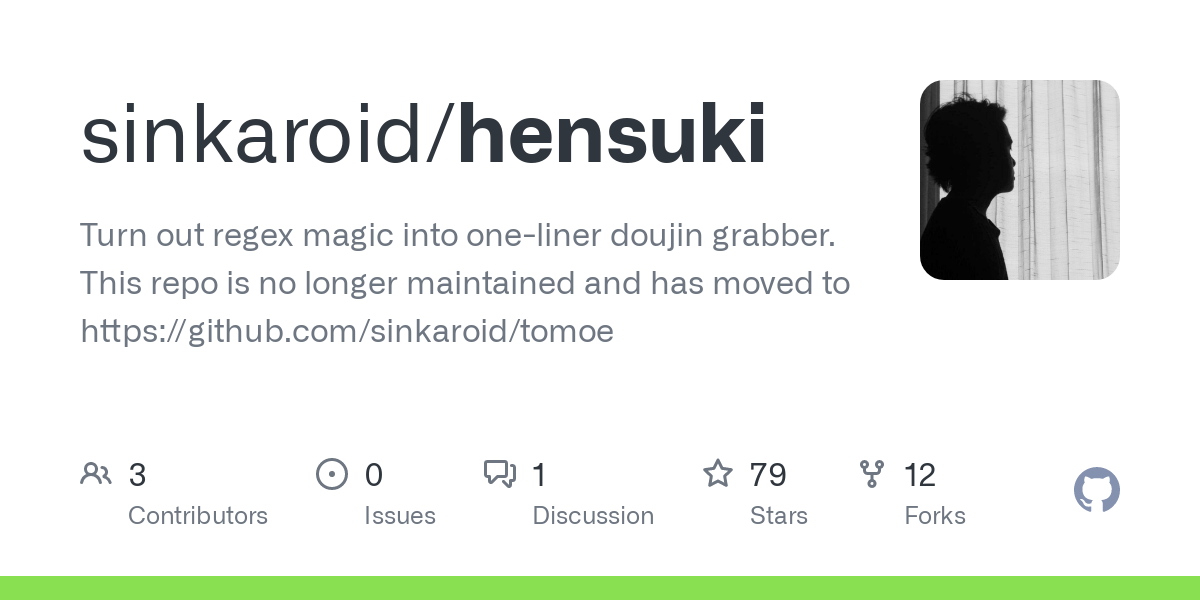 sinkaroid/hensuki
Turn out regex magic into one-liner doujin grabber.
This repo is no longer maintained and has moved to
https://github.com/sinkaroid/tomoe
3 0 1 79 12
Contributors Issues Discussion Stars Forks